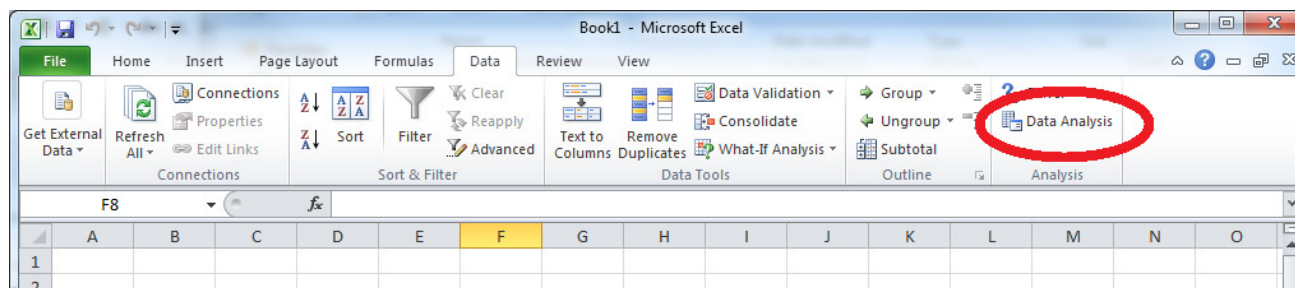 Book1 - Microsoft Excel
File Home Insert Page Layout Formulas Data Review View
Get External Data
Refresh All
Connections
Properties
Edit Links
Connections
A Z
Z A
A Z Z A
Sort
Filter
Clear
Reapply
Advanced
Sort & Filter
Text to Columns
Remove Duplicates
Data Validation
Consolidate
What-If Analysis
Data Tools
Group
Ungroup
Subtotal
Outline
Data Analysis
Analysis
F8 fx
A B C D E F G H I J K L M N O
1
2